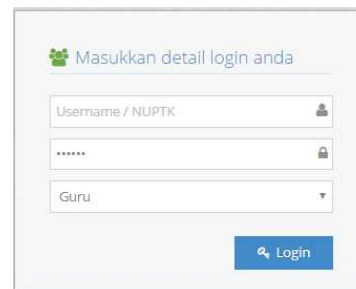 Masukkan detail login anda
Username / NUPTK
••••••
Guru
Login